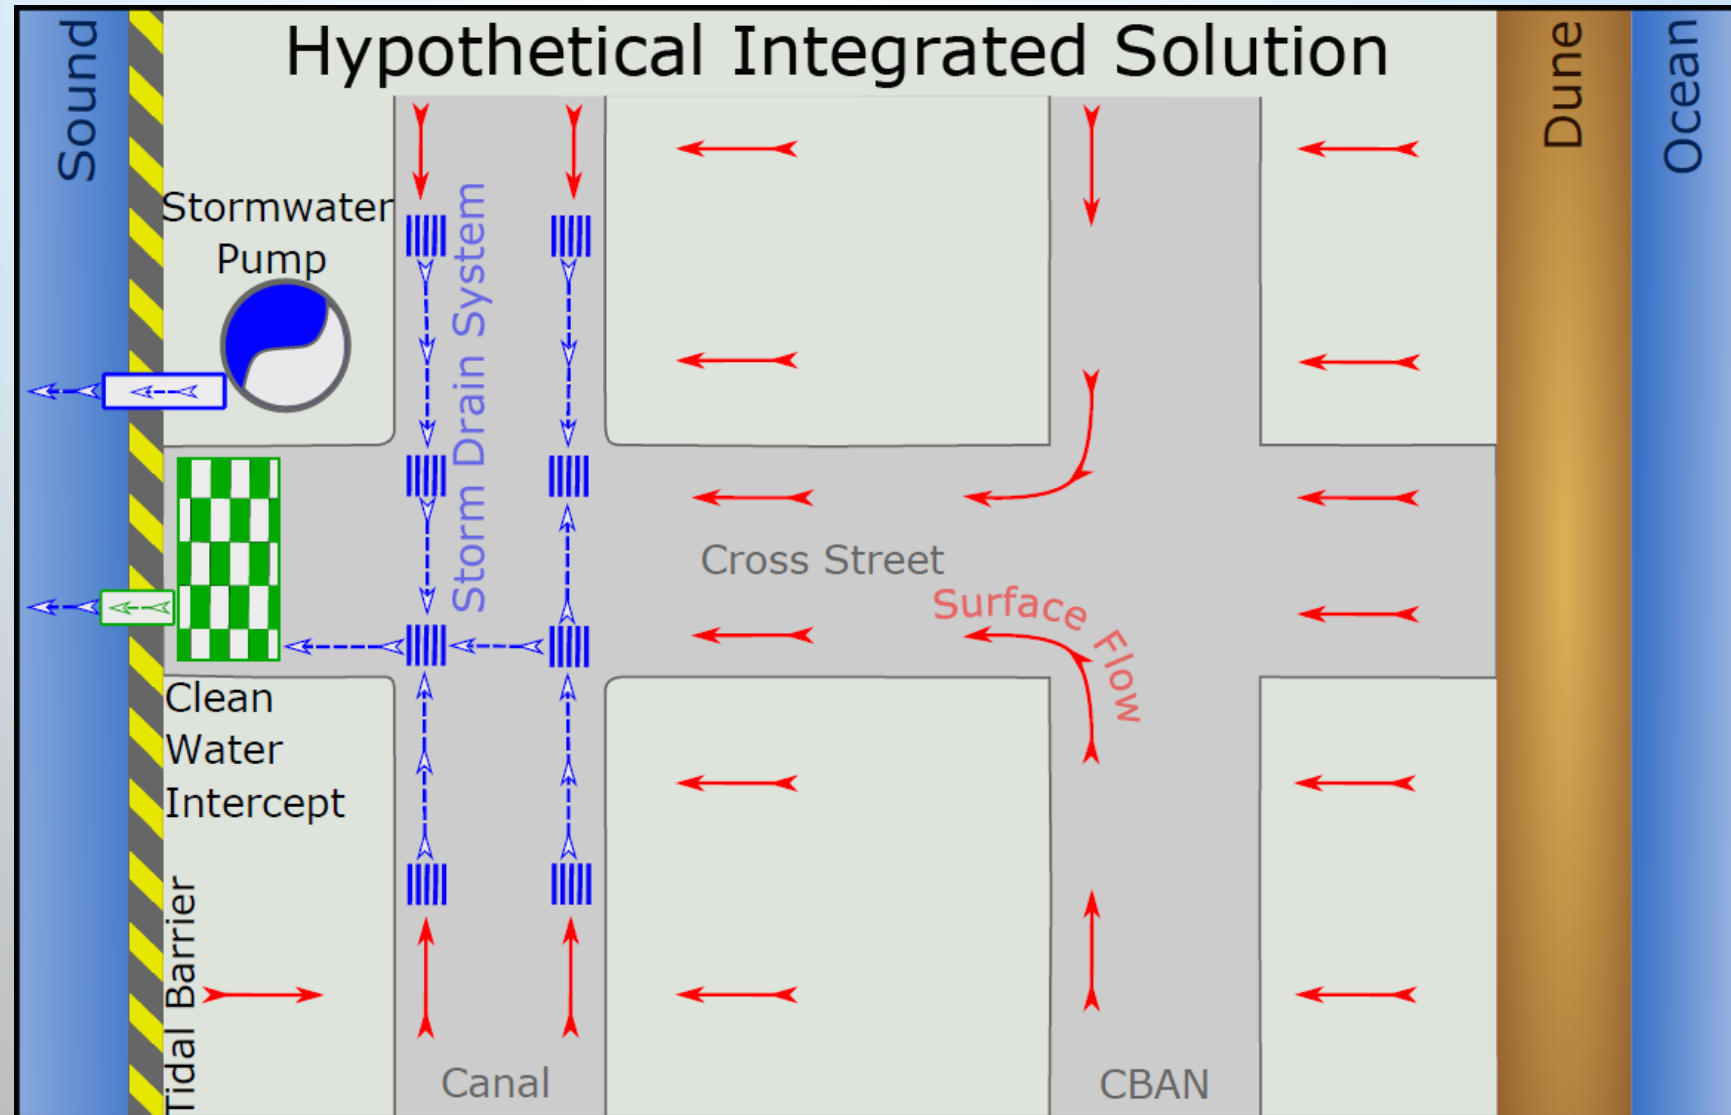 Hypothetical Integrated Solution
Sound
Dune
Ocean
Stormwater
Pump
Storm Drain System
Cross Street
Surface Flow
Clean
Water
Intercept
Tidal Barrier
Canal
CBAN